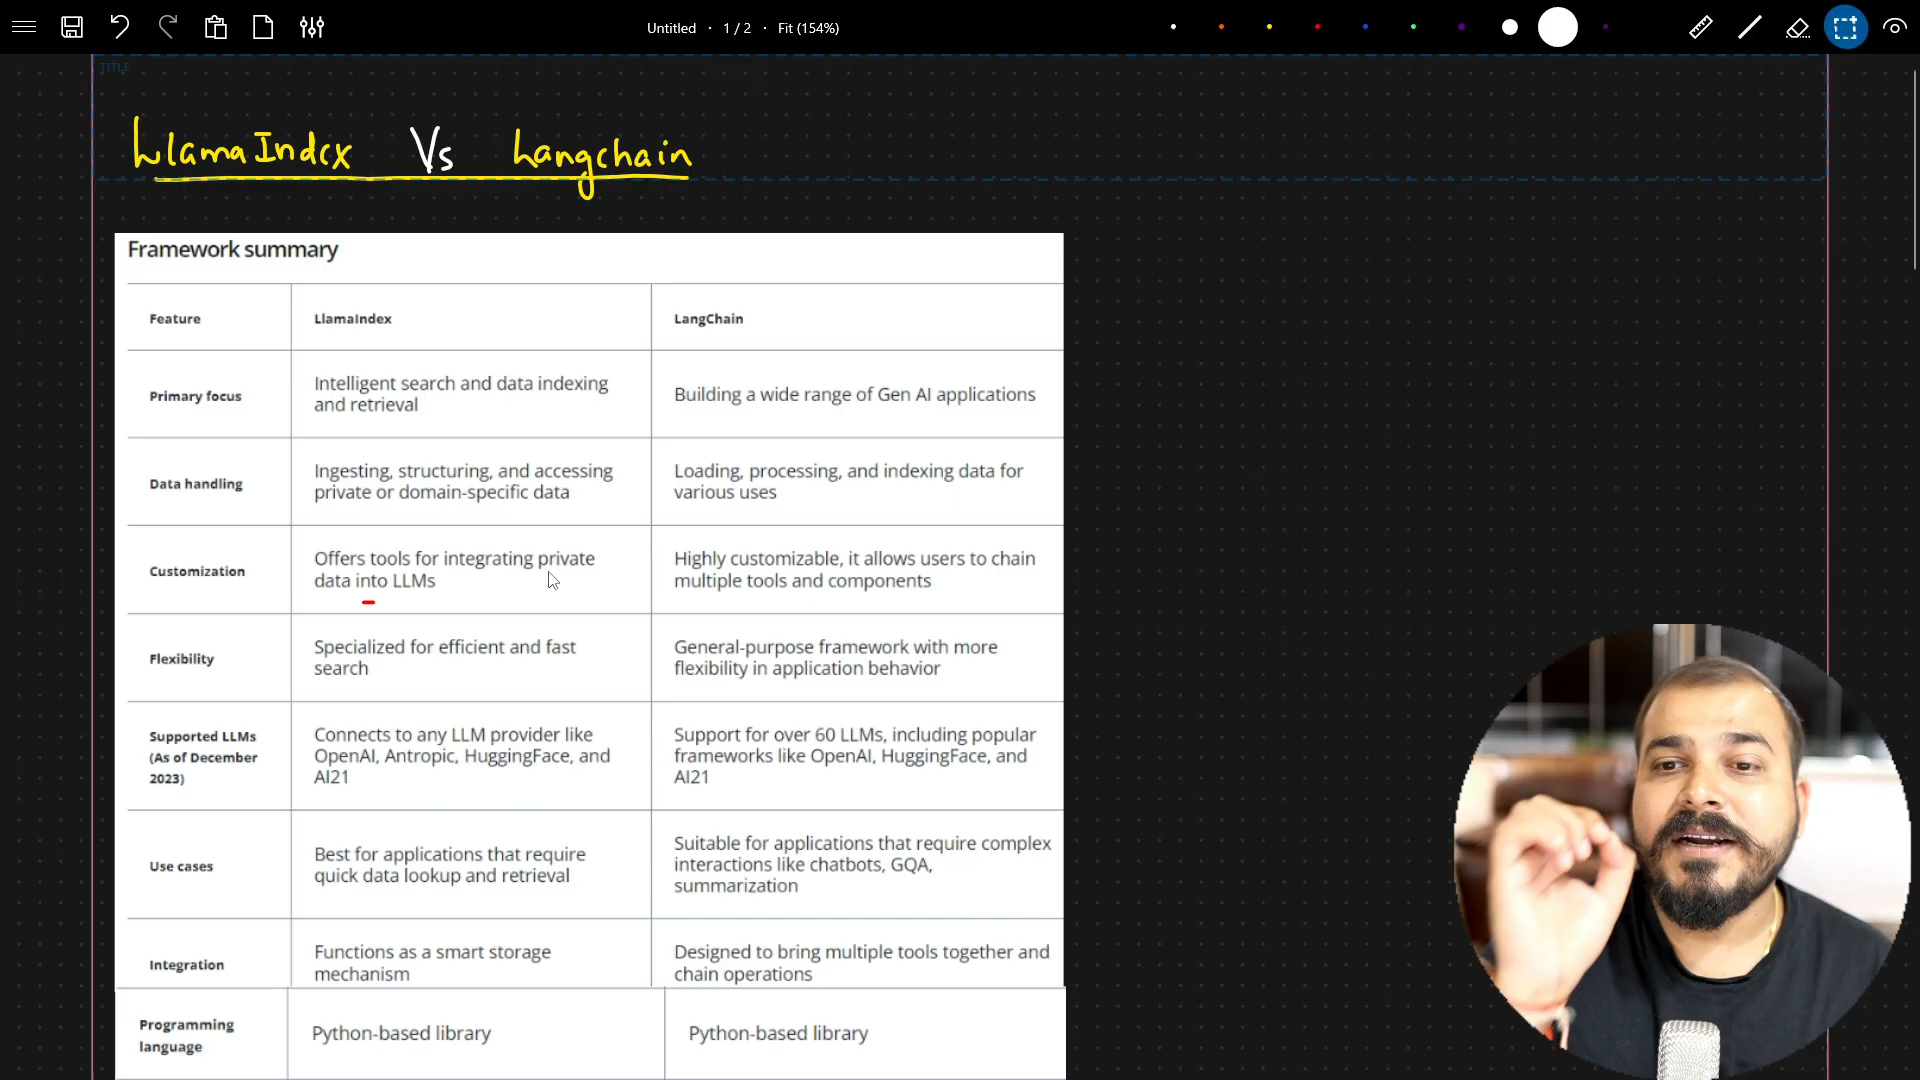 Untitled · 1 / 2 · Fit (154%)
TITLE
LlamaIndex Vs Langchain
Framework summary
Feature LlamaIndex LangChain
Primary focus
Intelligent search and data indexing
and retrieval
Building a wide range of Gen AI applications
Data handling
Ingesting, structuring, and accessing
private or domain-specific data
Loading, processing, and indexing data for
various uses
Customization
Offers tools for integrating private
data into LLMs
Highly customizable, it allows users to chain
multiple tools and components
Flexibility
Specialized for efficient and fast
search
General-purpose framework with more
flexibility in application behavior
Supported LLMs
(As of December
2023)
Connects to any LLM provider like
OpenAI, Antropic, HuggingFace, and
AI21
Support for over 60 LLMs, including popular
frameworks like OpenAI, HuggingFace, and
AI21
Use cases
Best for applications that require
quick data lookup and retrieval
Suitable for applications that require complex
interactions like chatbots, GQA,
summarization
Integration
Functions as a smart storage
mechanism
Designed to bring multiple tools together and
chain operations
Programming
language
Python-based library
Python-based library